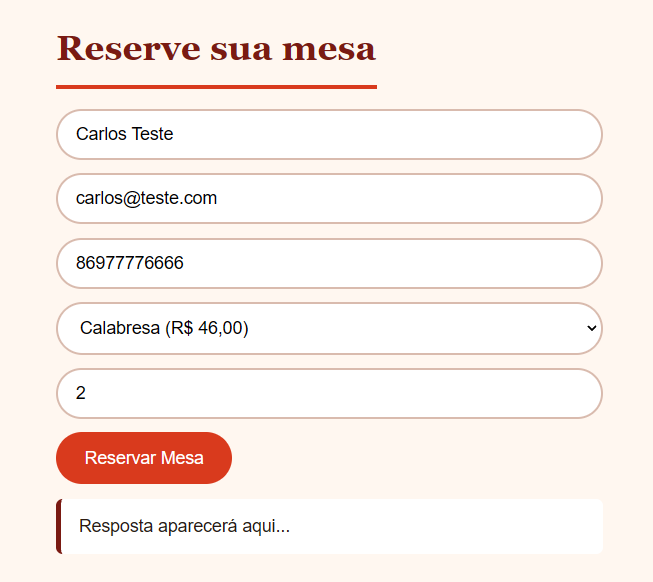 Reserve sua mesa
Carlos Teste
carlos@teste.com
86977776666
Calabresa (R$ 46,00)
2
Reservar Mesa
Resposta aparecerá aqui...